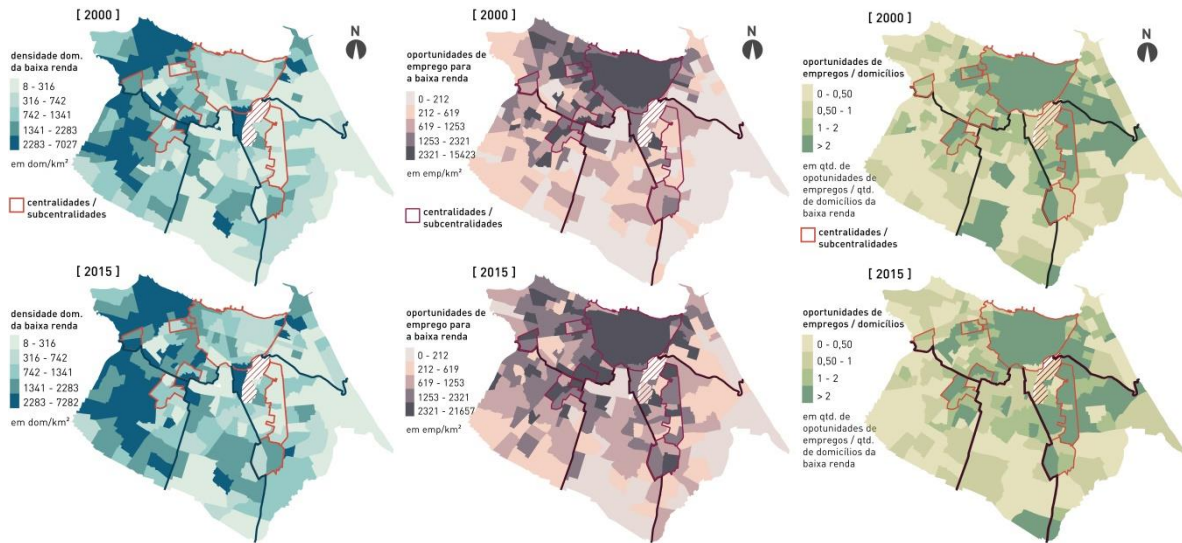 [ 2000 ]
densidade dom.
da baixa renda
8 - 316
316 - 742
742 - 1341
1341 - 2283
2283 - 7027
em dom/km²
centralidades /
subcentralidades
N
[ 2000 ]
oportunidades de
emprego para
a baixa renda
0 - 212
212 - 619
619 - 1253
1253 - 2321
2321 - 15423
em emp/km²
centralidades /
subcentralidades
N
[ 2000 ]
oportunidades de
empregos / domicílios
0 - 0,50
0,50 - 1
1 - 2
> 2
em qtd. de
opotunidades de
empregos / qtd.
de domicílios da
baixa renda
centralidades /
subcentralidades
N
[ 2015 ]
densidade dom.
da baixa renda
8 - 316
316 - 742
742 - 1341
1341 - 2283
2283 - 7282
em dom/km²
[ 2015 ]
oportunidades de
emprego para
a baixa renda
0 - 212
212 - 619
619 - 1253
1253 - 2321
2321 - 21657
em emp/km²
[ 2015 ]
oportunidades de
empregos / domicílios
0 - 0,50
0,50 - 1
1 - 2
> 2
em qtd. de
opotunidades de
empregos / qtd.
de domicílios da
baixa renda